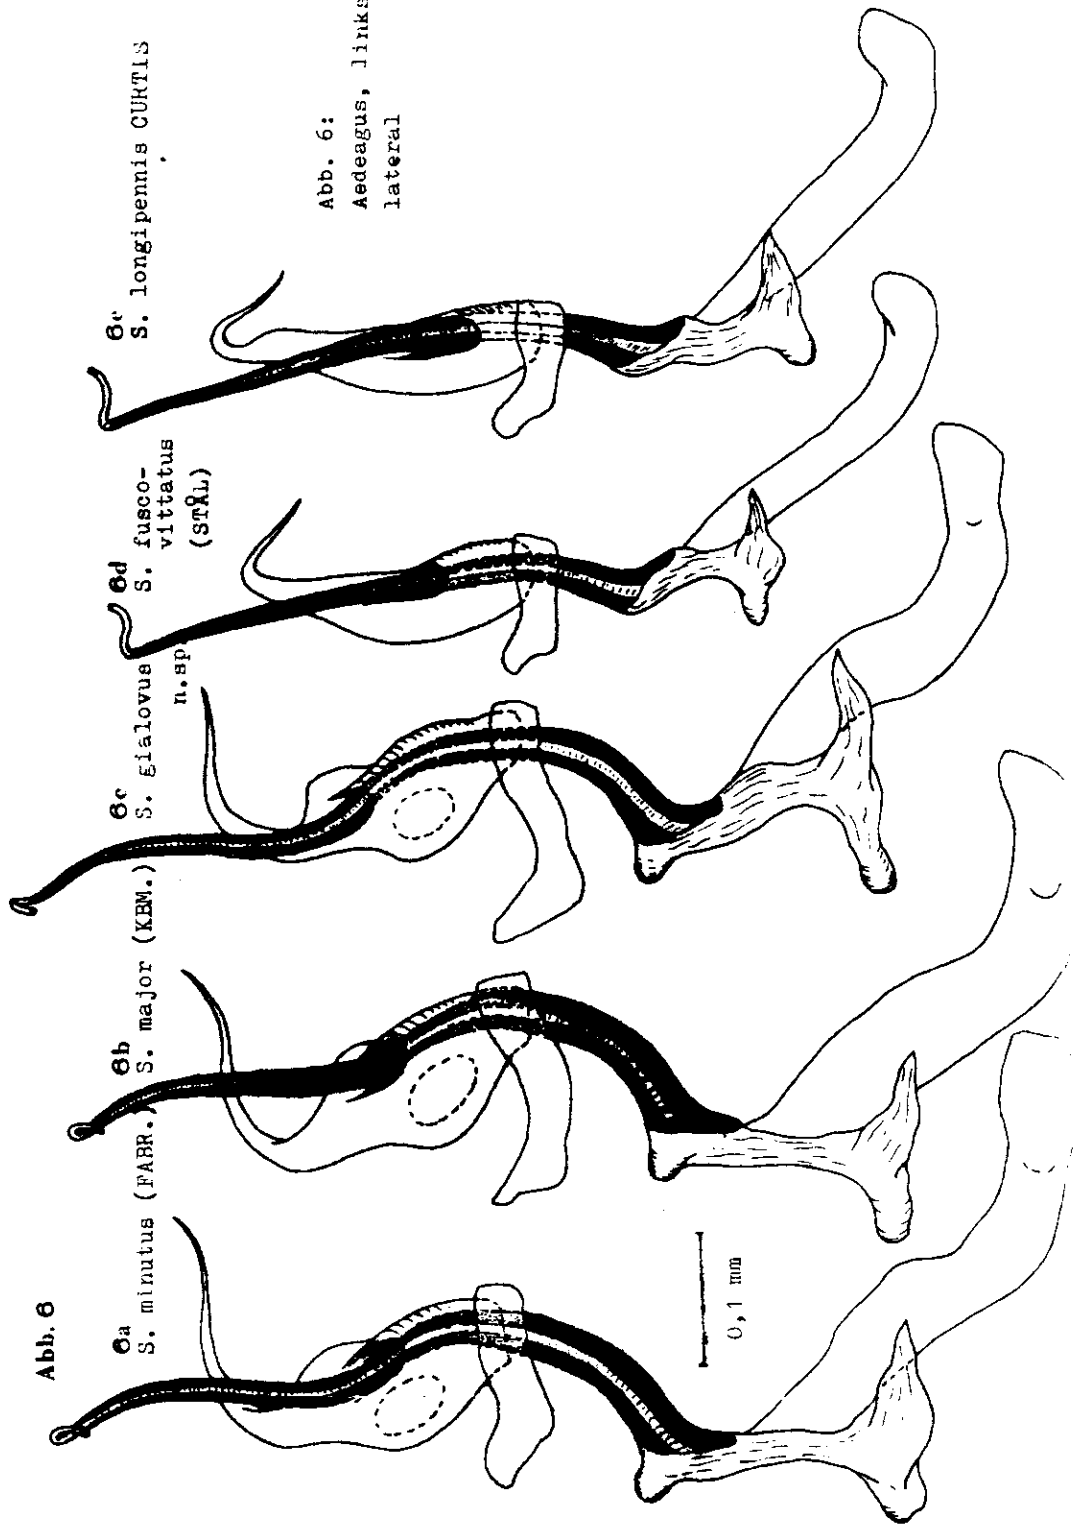 Abb. 6
6a
S. minutus (FABR.)
6b
S. major (KBM.)
6c
S. gialovus
n.sp.
6d
S. fusco-
vittatus
(STÅL)
6e
S. longipennis CURTIS
Abb. 6:
Aedeagus, links
lateral
0,1 mm